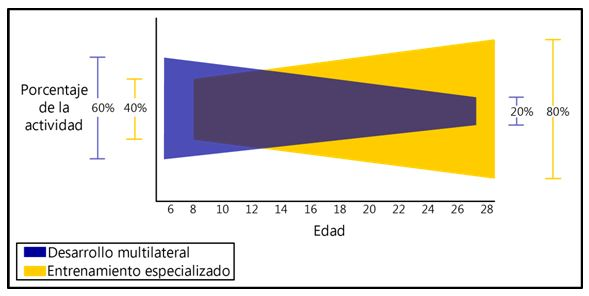 Porcentaje
de la
actividad
60%
40%
20%
80%
6 8 10 12 14 16 18 20 22 24 26 28
Edad
Desarrollo multilateral
Entrenamiento especializado